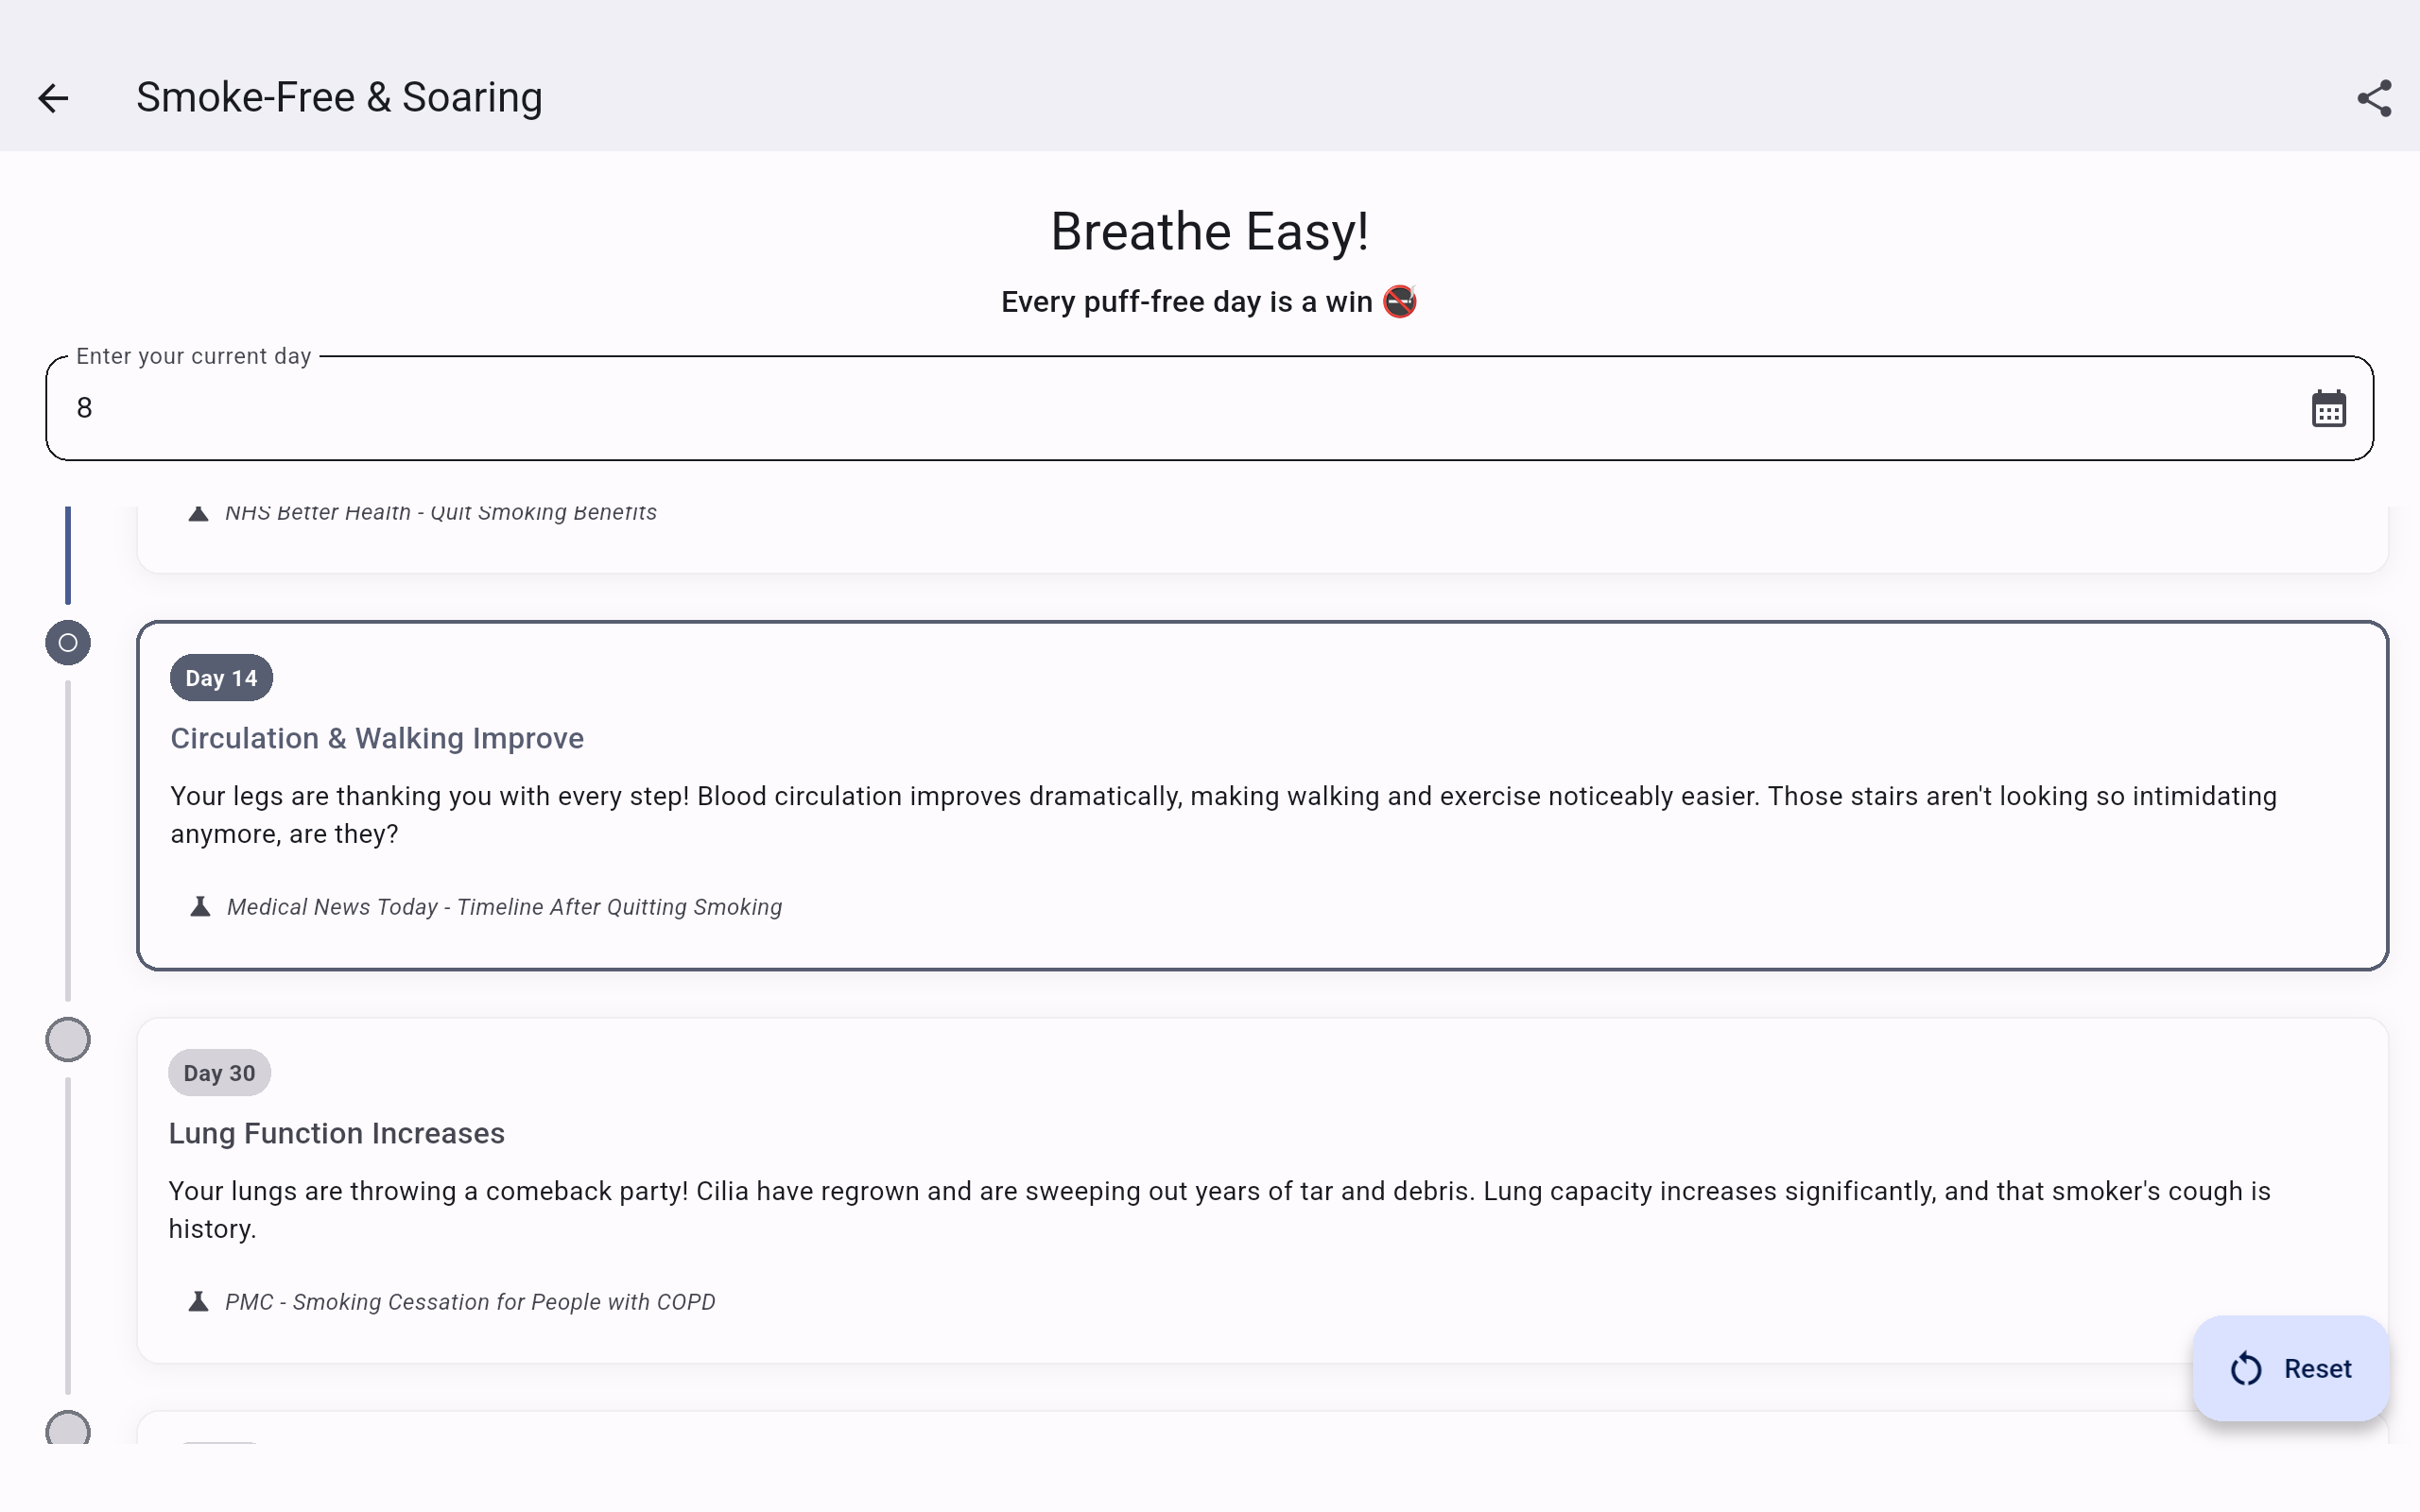 Smoke-Free & Soaring
Breathe Easy!
Every puff-free day is a win 🚭
Enter your current day
8
NHS Better Health - Quit Smoking Benefits
Day 14
Circulation & Walking Improve
Your legs are thanking you with every step! Blood circulation improves dramatically, making walking and exercise noticeably easier. Those stairs aren't looking so intimidating
anymore, are they?
Medical News Today - Timeline After Quitting Smoking
Day 30
Lung Function Increases
Your lungs are throwing a comeback party! Cilia have regrown and are sweeping out years of tar and debris. Lung capacity increases significantly, and that smoker's cough is
history.
PMC - Smoking Cessation for People with COPD
Reset